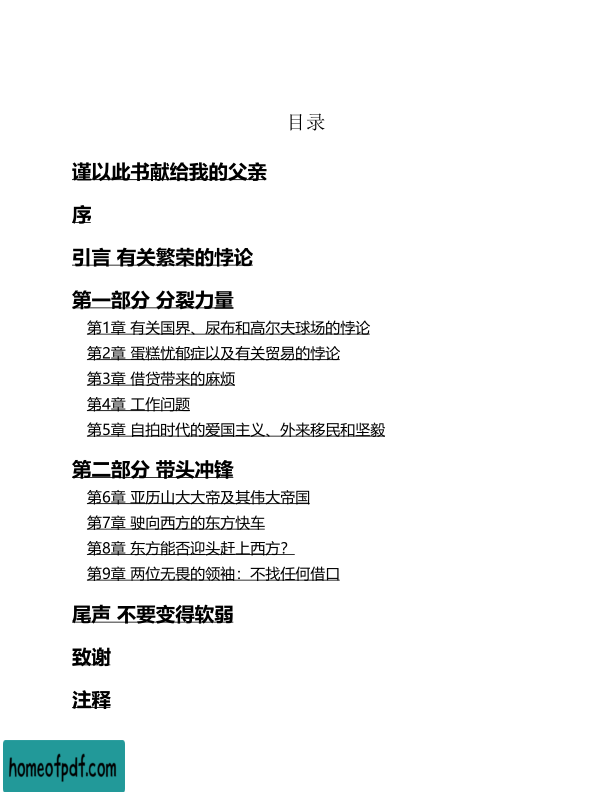 目录
谨以此书献给我的父亲
序
引言 有关繁荣的悖论
第一部分 分裂力量
第1章 有关国界、尿布和高尔夫球场的悖论
第2章 蛋糕忧郁症以及有关贸易的悖论
第3章 借贷带来的麻烦
第4章 工作问题
第5章 自拍时代的爱国主义、外来移民和坚毅
第二部分 带头冲锋
第6章 亚历山大大帝及其伟大帝国
第7章 驶向西方的东方快车
第8章 东方能否迎头赶上西方？
第9章 两位无畏的领袖：不找任何借口
尾声 不要变得软弱
致谢
注释
homeofpdf.com